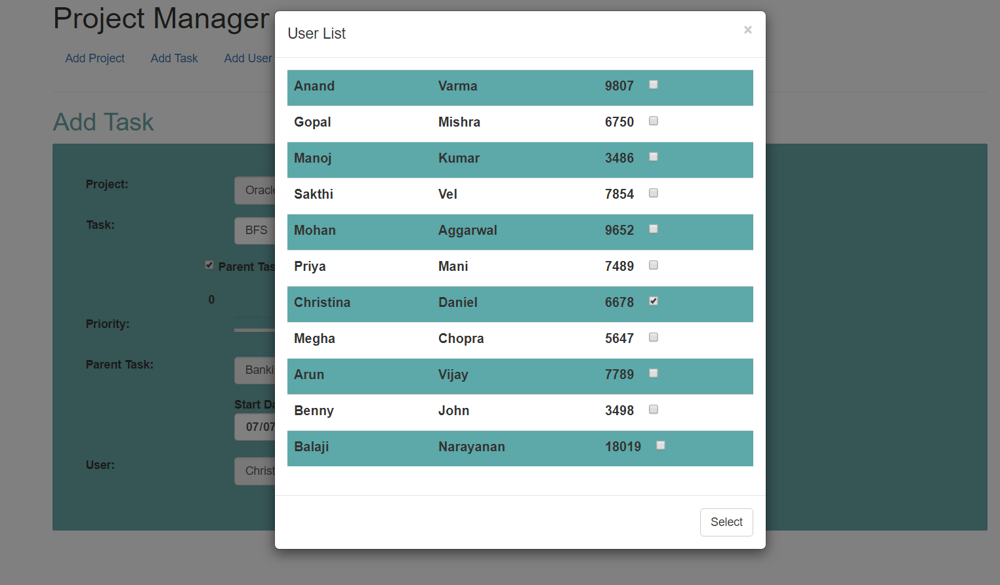 Project Manager
Add Project Add Task Add User
Add Task
Project:
Oracle
Task:
BFS
Parent Tas
0
Priority:
Parent Task:
Banki
Start Da
07/07
User:
Christ
User List ×
Anand Varma 9807
Gopal Mishra 6750
Manoj Kumar 3486
Sakthi Vel 7854
Mohan Aggarwal 9652
Priya Mani 7489
Christina Daniel 6678
Megha Chopra 5647
Arun Vijay 7789
Benny John 3498
Balaji Narayanan 18019
Select